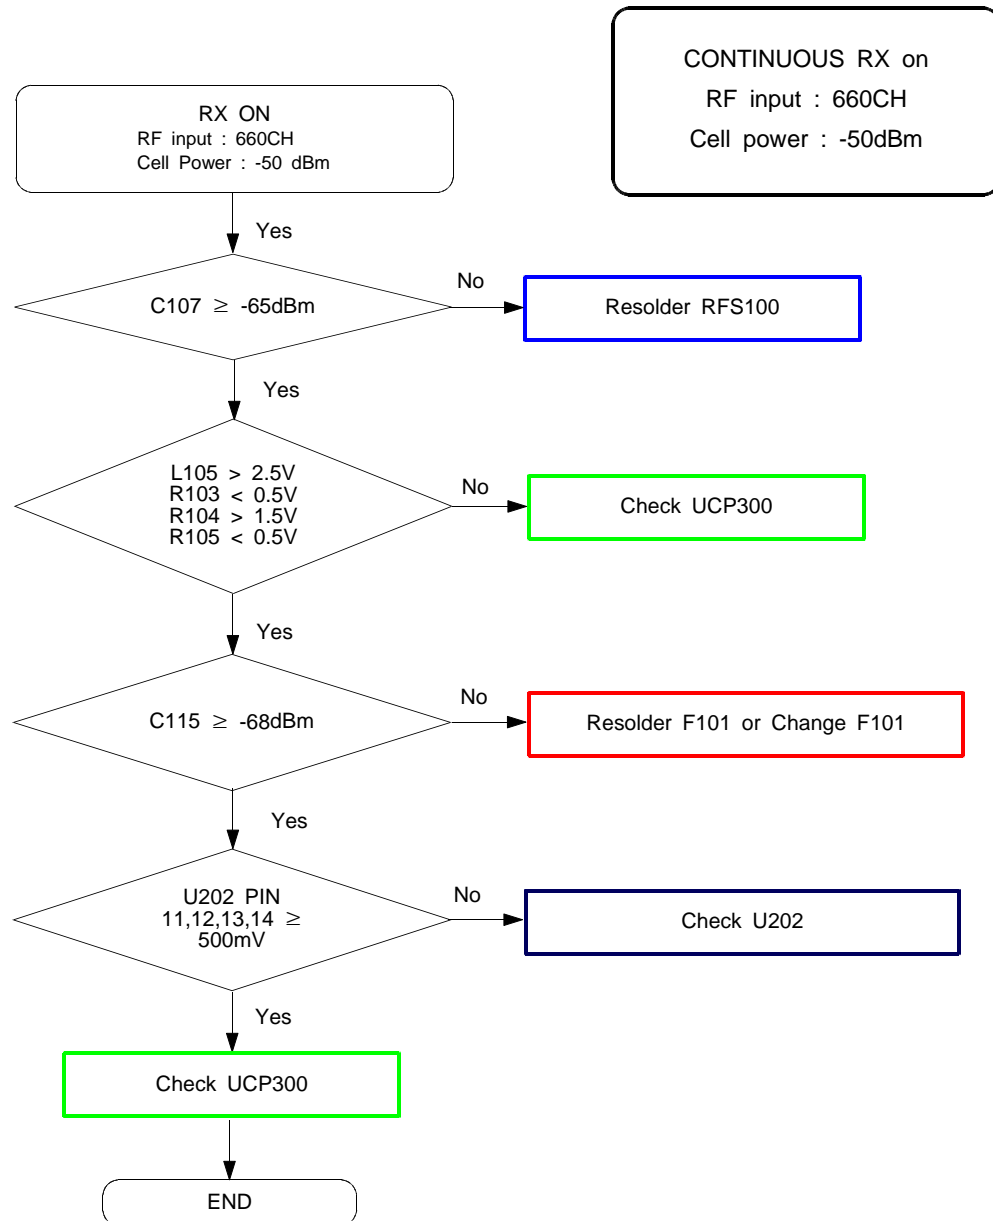 CONTINUOUS RX on
RF input : 660CH
Cell power : -50dBm
RX ON
RF input : 660CH
Cell Power : -50 dBm
Yes
C107 ≥ -65dBm
No
Resolder RFS100
Yes
L105 > 2.5V
R103 < 0.5V
R104 > 1.5V
R105 < 0.5V
No
Check UCP300
Yes
C115 ≥ -68dBm
No
Resolder F101 or Change F101
Yes
U202 PIN
11,12,13,14 ≥
500mV
No
Check U202
Yes
Check UCP300
END